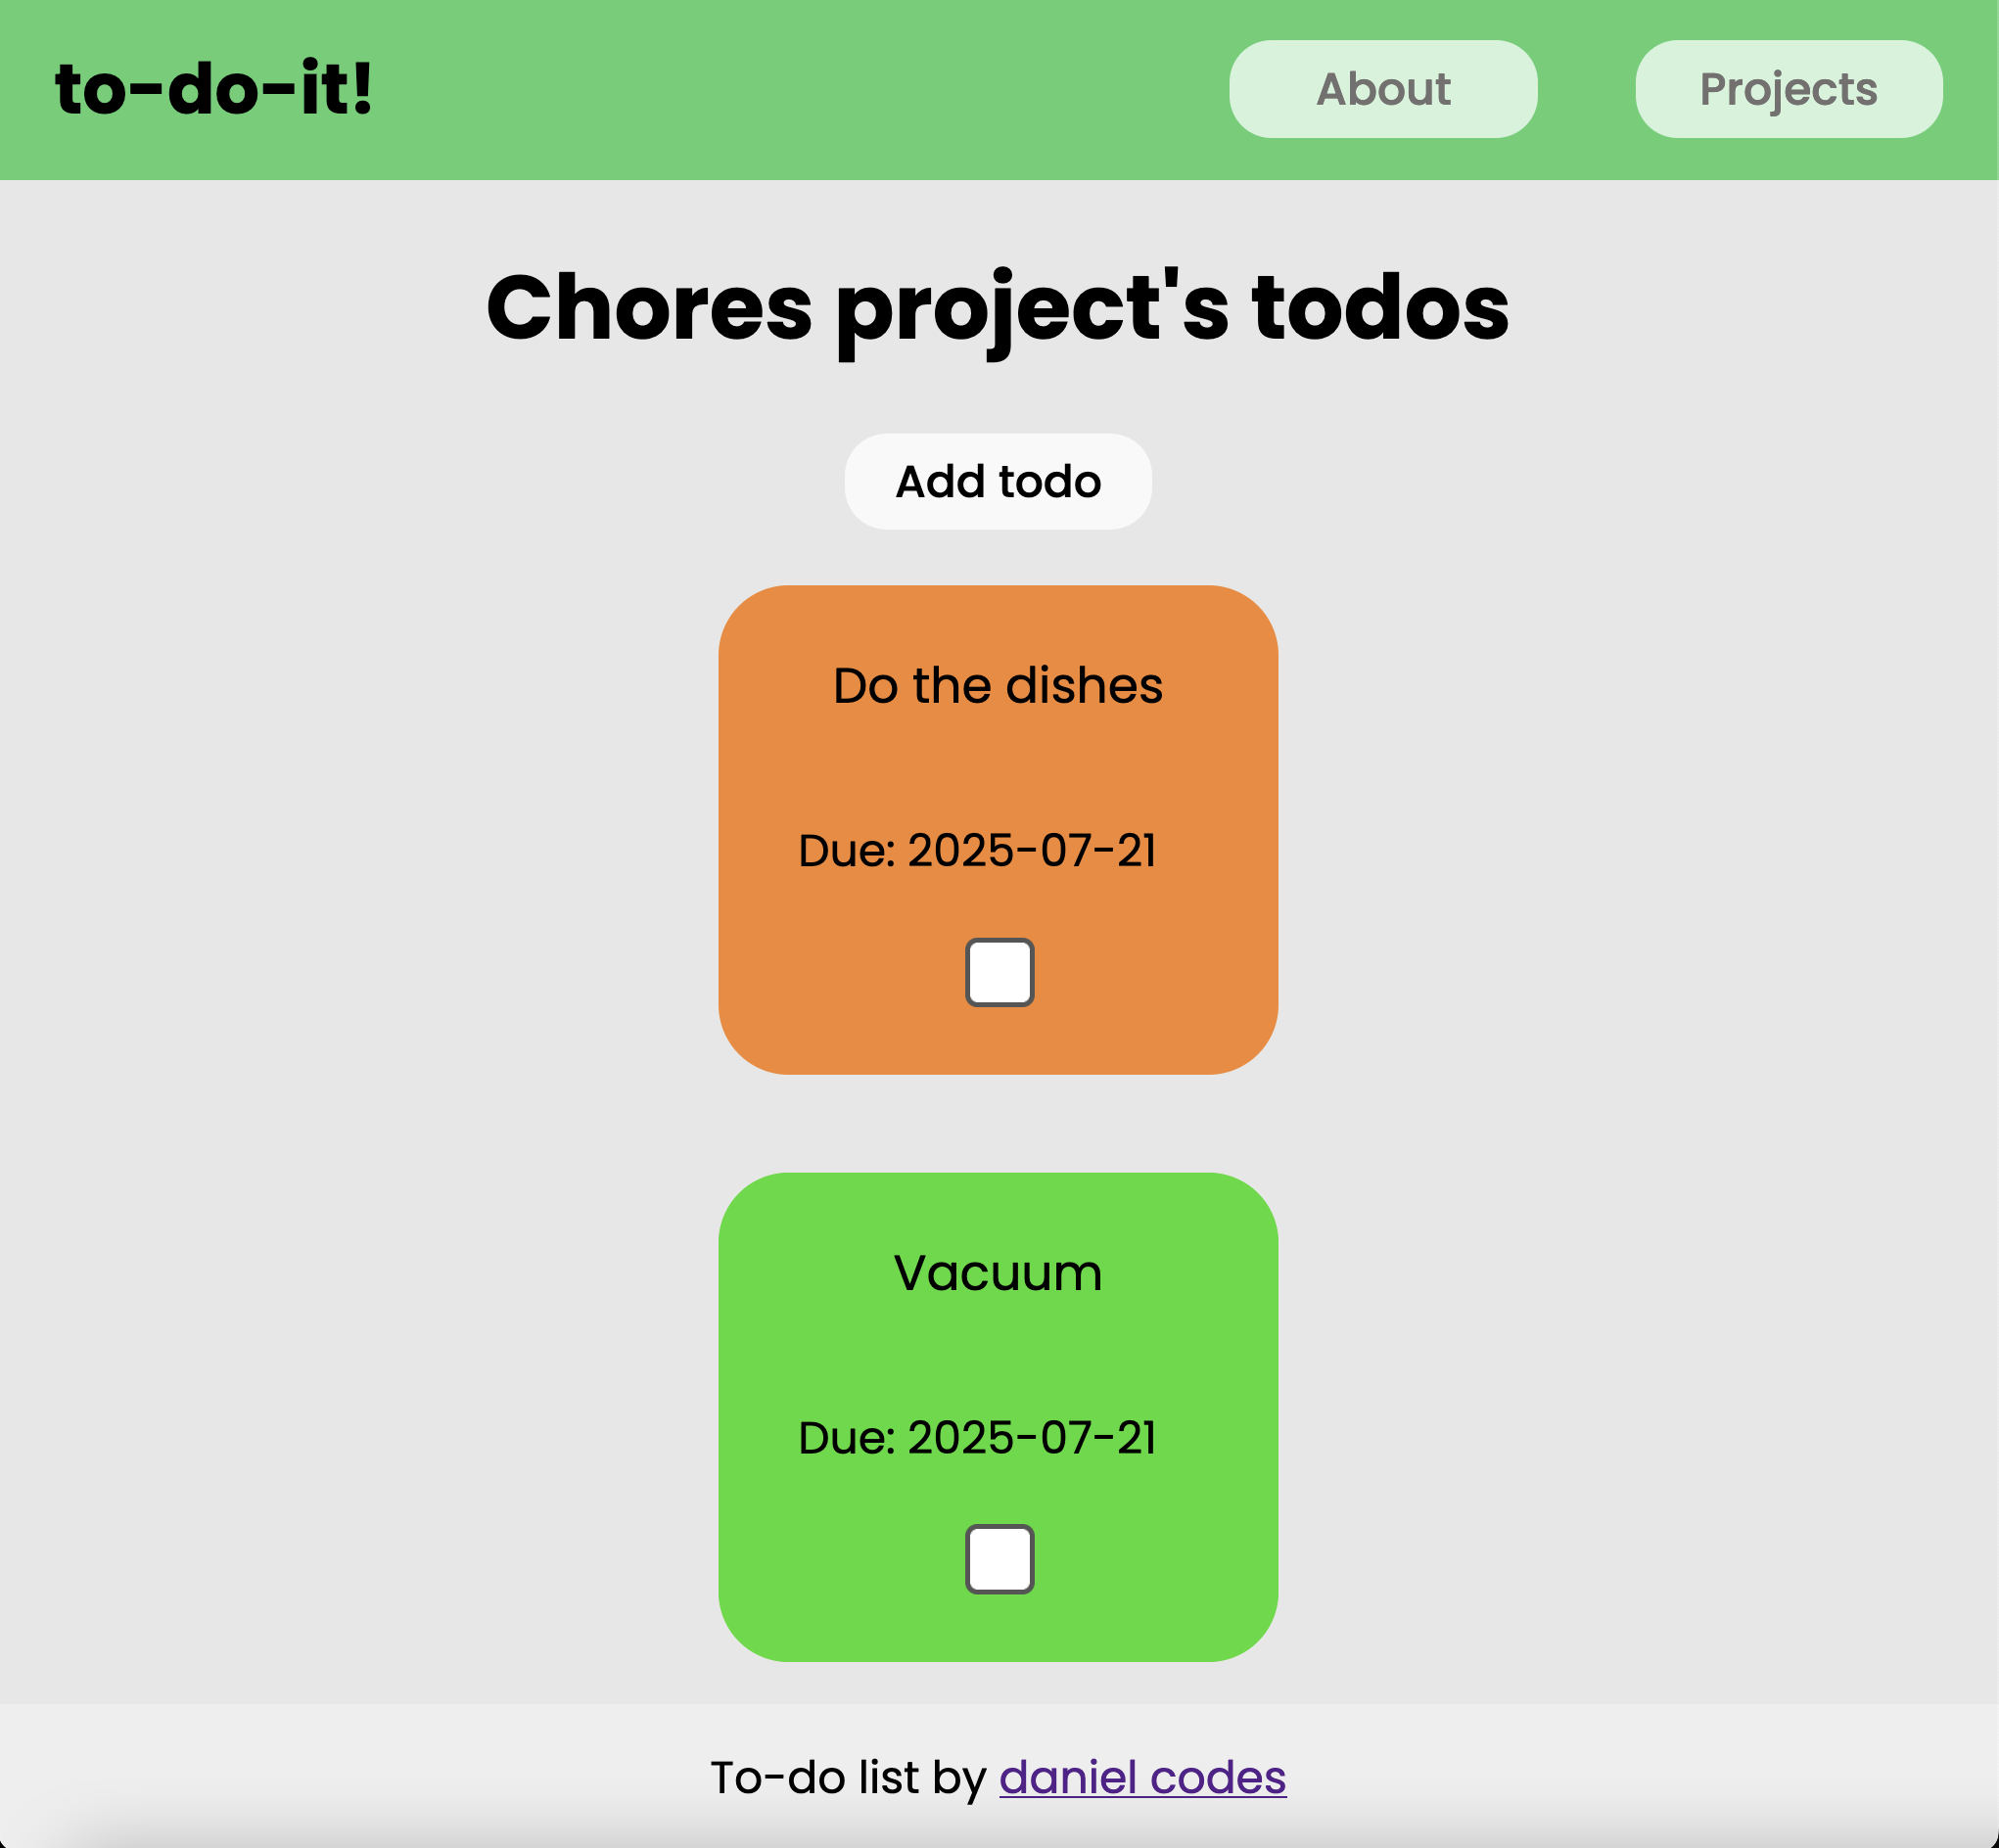 to-do-it!
About
Projects
Chores project's todos
Add todo
Do the dishes
Due: 2025-07-21
Vacuum
Due: 2025-07-21
To-do list by daniel codes